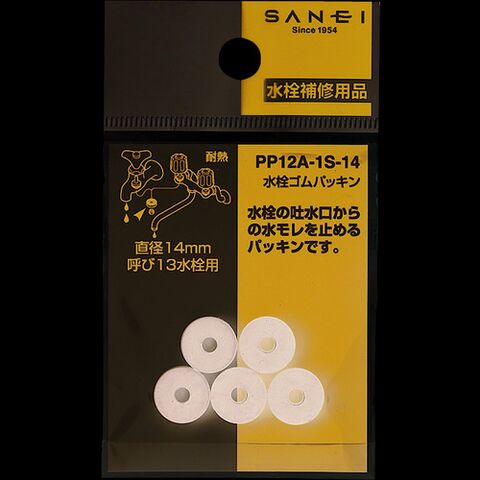 SANEI
Since 1954
水栓補修用品
耐熱
PP12A-1S-14
水栓ゴムパッキン
水栓の吐水口から
の水モレを止める
パッキンです。
直径14mm
呼び13水栓用